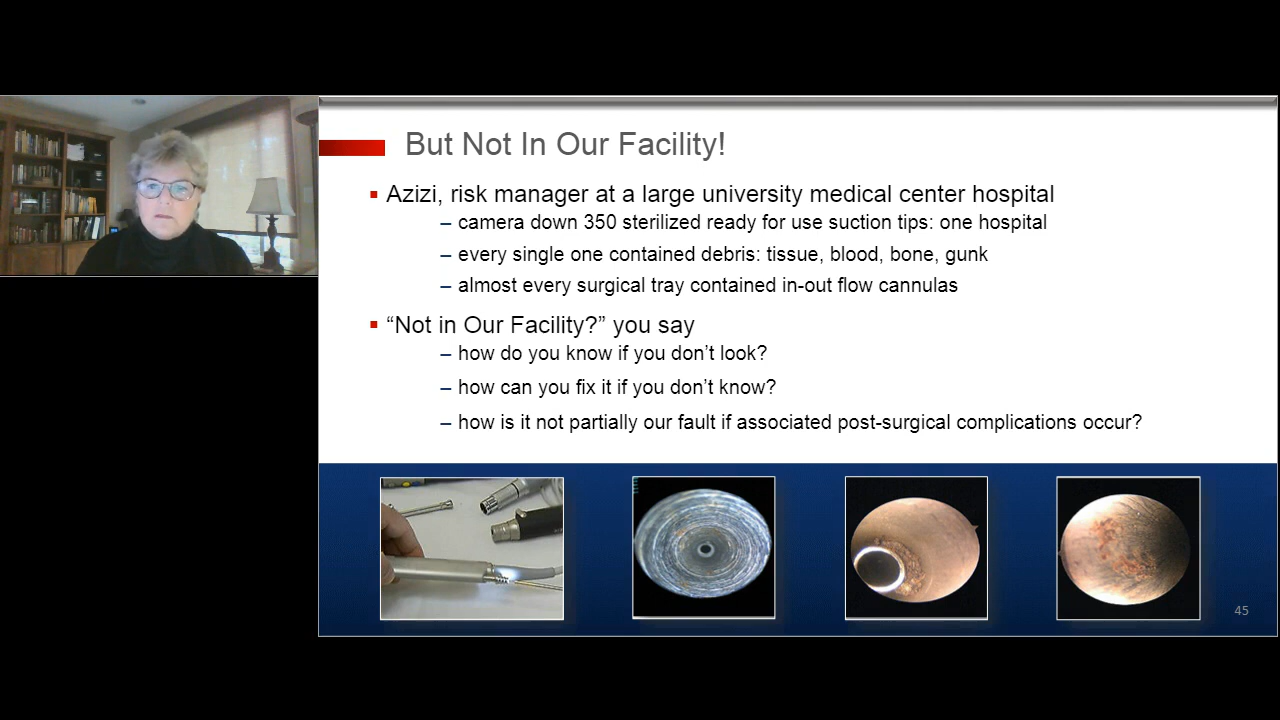 But Not In Our Facility!
Azizi, risk manager at a large university medical center hospital
– camera down 350 sterilized ready for use suction tips: one hospital
– every single one contained debris: tissue, blood, bone, gunk
– almost every surgical tray contained in-out flow cannulas
“Not in Our Facility?” you say
– how do you know if you don’t look?
– how can you fix it if you don’t know?
– how is it not partially our fault if associated post-surgical complications occur?
45